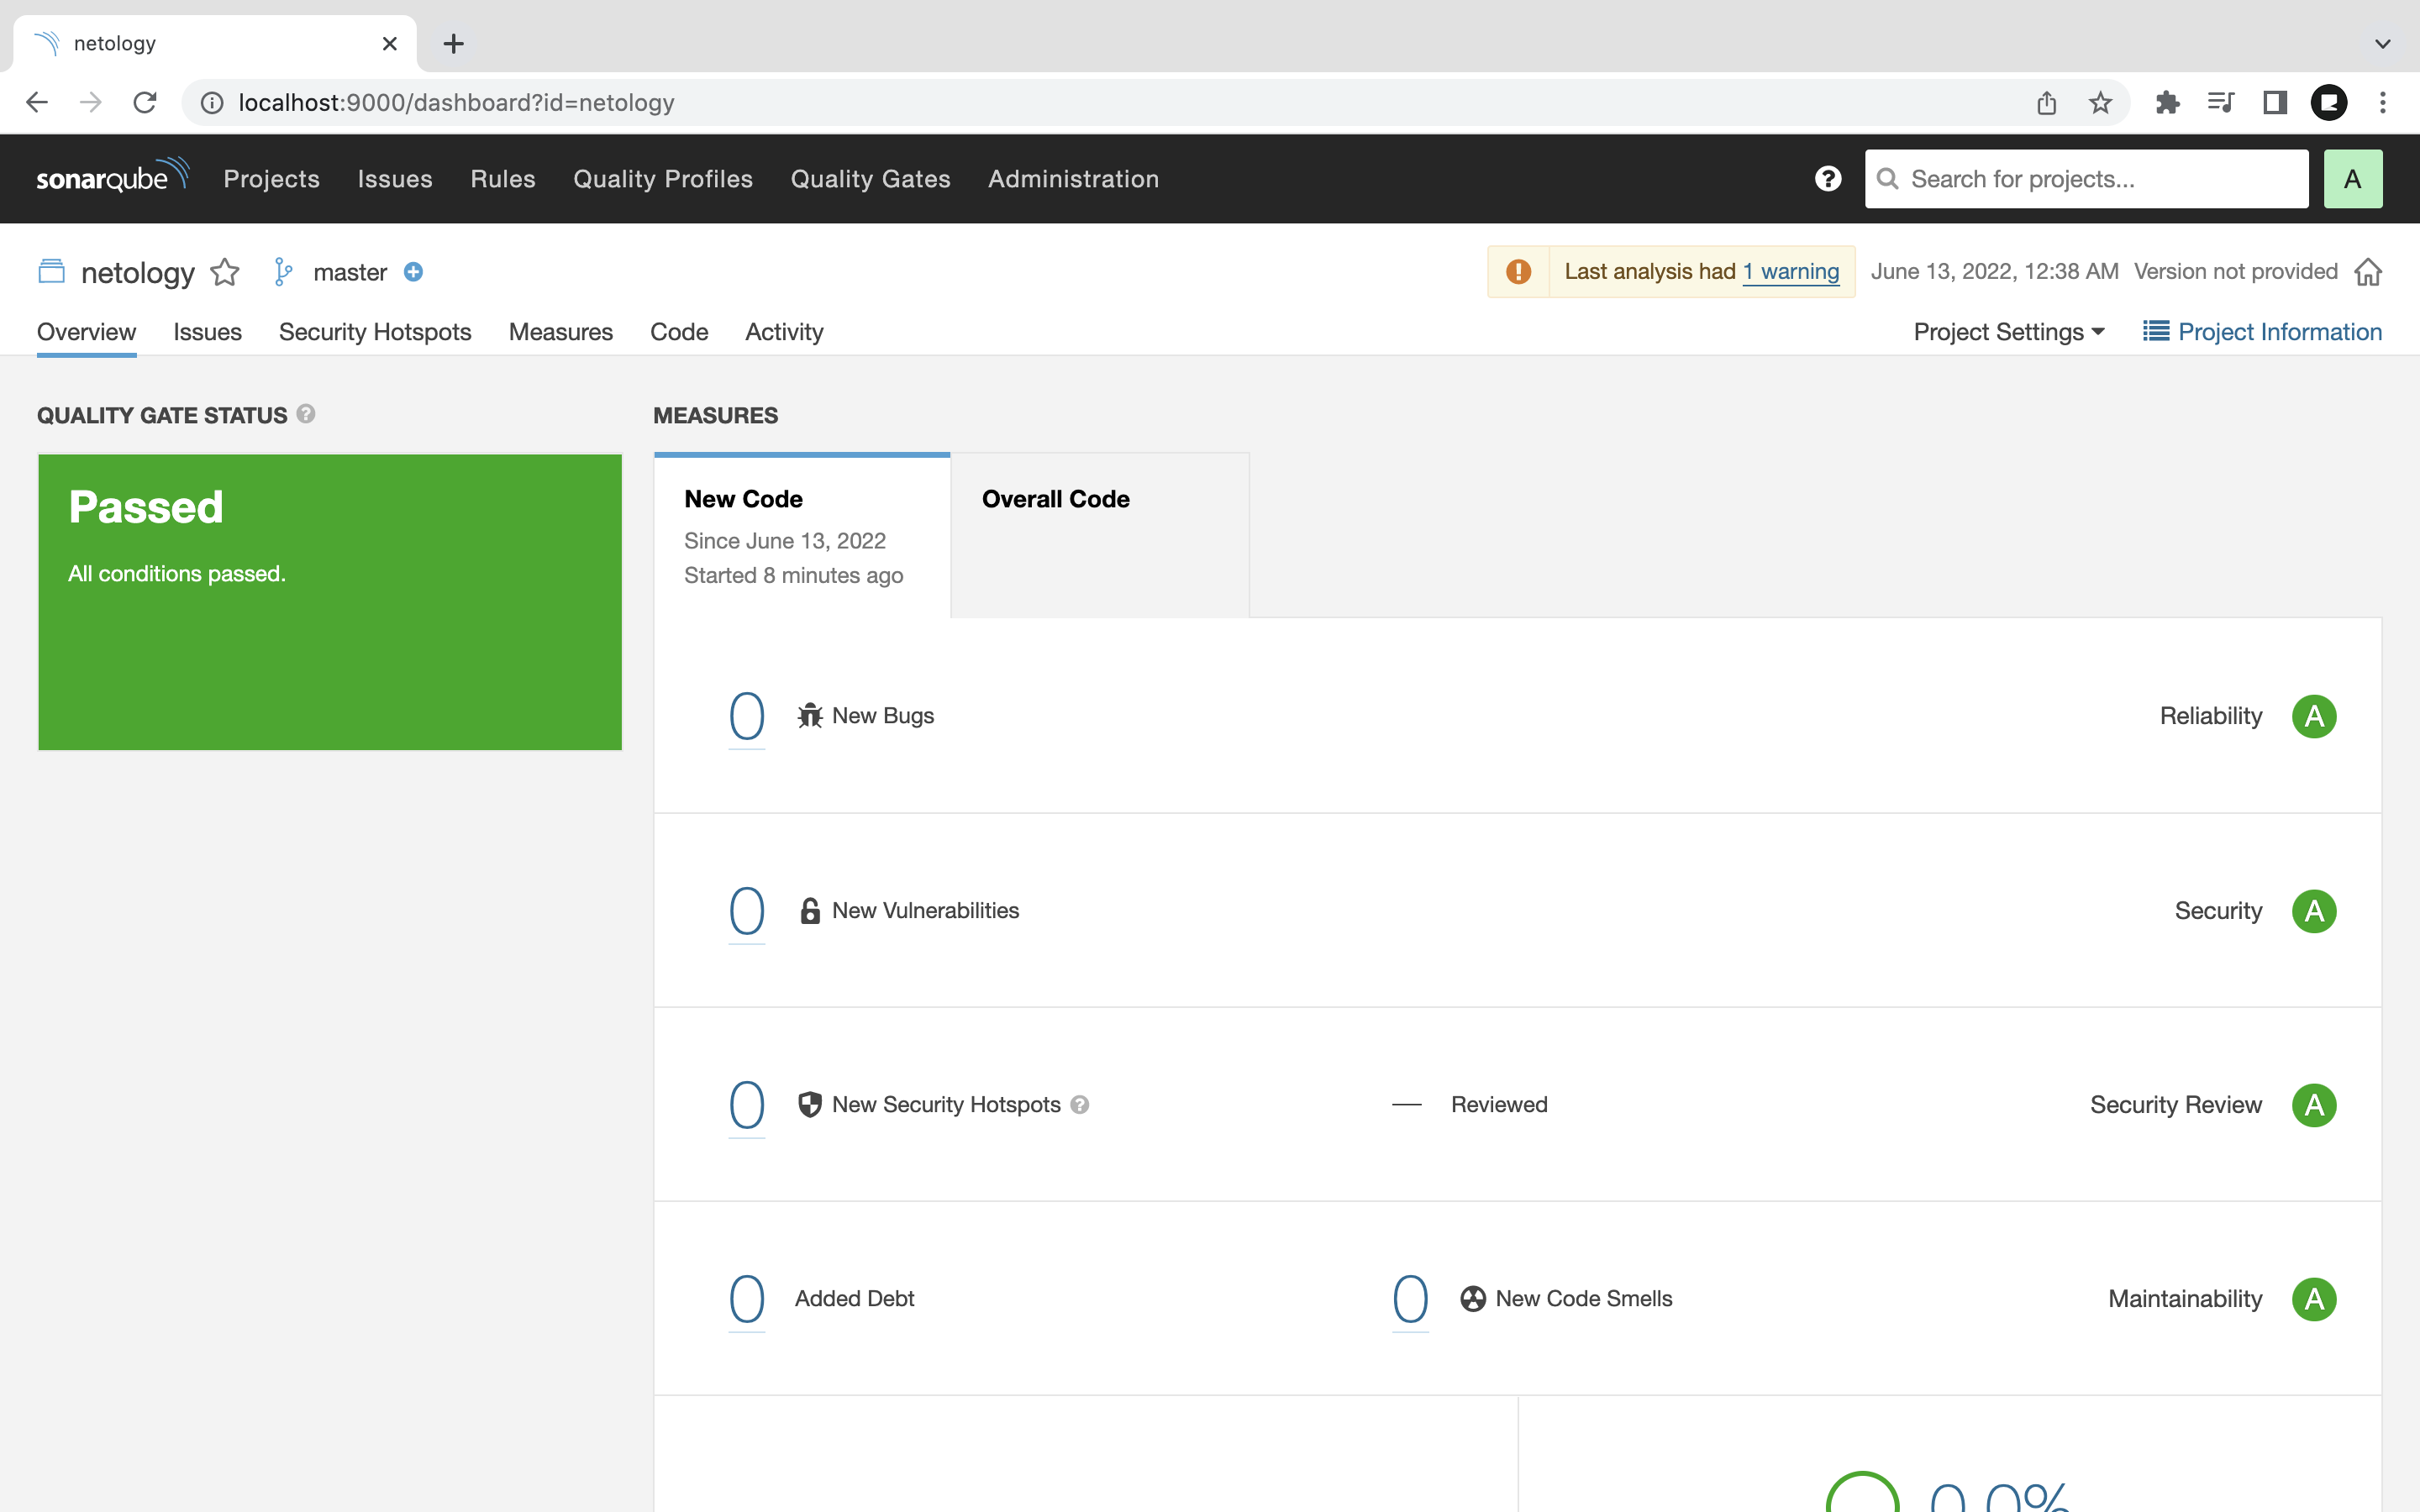 netology
localhost:9000/dashboard?id=netology
sonarqube Projects Issues Rules Quality Profiles Quality Gates Administration Search for projects... A
netology master Last analysis had 1 warning June 13, 2022, 12:38 AM Version not provided
Overview Issues Security Hotspots Measures Code Activity Project Settings Project Information
QUALITY GATE STATUS MEASURES
Passed
All conditions passed.
New Code
Since June 13, 2022
Started 8 minutes ago
Overall Code
0 New Bugs Reliability A
0 New Vulnerabilities Security A
0 New Security Hotspots — Reviewed Security Review A
0 Added Debt 0 New Code Smells Maintainability A
0.0%